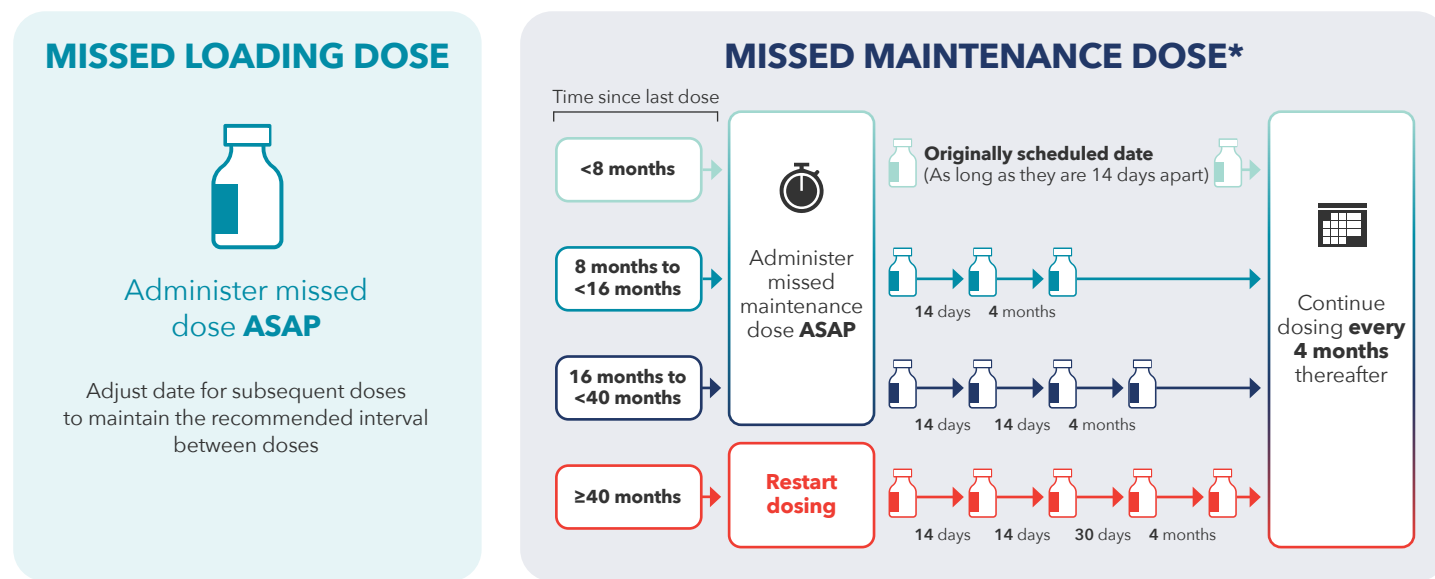 MISSED LOADING DOSE
Administer missed
dose ASAP
Adjust date for subsequent doses
to maintain the recommended interval
between doses
MISSED MAINTENANCE DOSE*
Time since last dose
<8 months
8 months to
<16 months
16 months to
<40 months
≥40 months
Administer
missed
maintenance
dose ASAP
Restart
dosing
Originally scheduled date
(As long as they are 14 days apart)
14 days 4 months
14 days 14 days 4 months
14 days 14 days 30 days 4 months
Continue
dosing every
4 months
thereafter